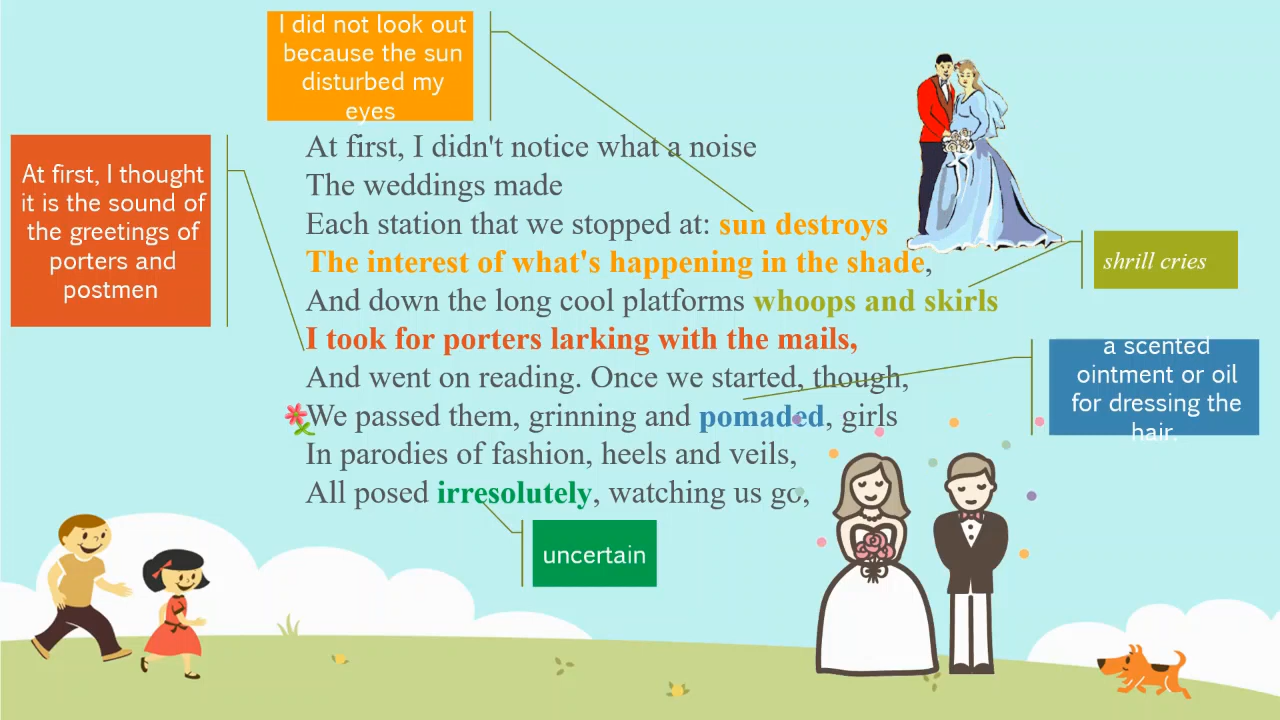 I did not look out
because the sun
disturbed my
eyes
At first, I thought
it is the sound of
the greetings of
porters and
postmen
At first, I didn't notice what a noise
The weddings made
Each station that we stopped at: sun destroys
The interest of what's happening in the shade,
And down the long cool platforms whoops and skirls
I took for porters larking with the mails,
And went on reading. Once we started, though,
We passed them, grinning and pomaded, girls
In parodies of fashion, heels and veils,
All posed irresolutely, watching us go,
shrill cries
a scented
ointment or oil
for dressing the
hair.
uncertain